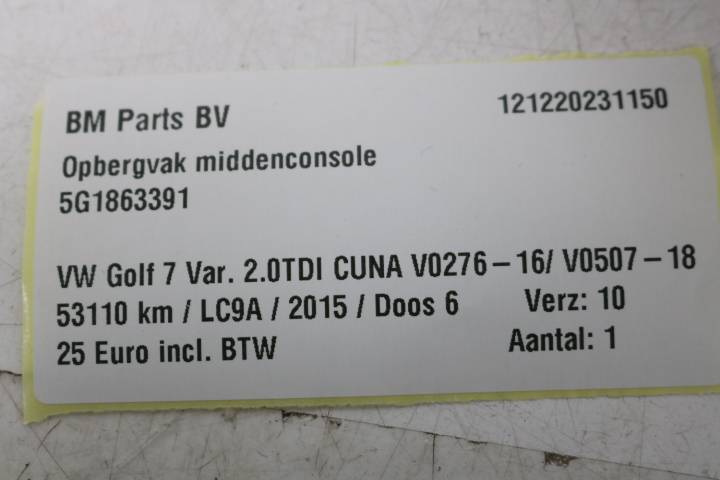 BM Parts BV 121220231150
Opbergvak middenconsole
5G1863391
VW Golf 7 Var. 2.0TDI CUNA V0276-16/ V0507-18
53110 km / LC9A / 2015 / Doos 6 Verz: 10
25 Euro incl. BTW Aantal: 1